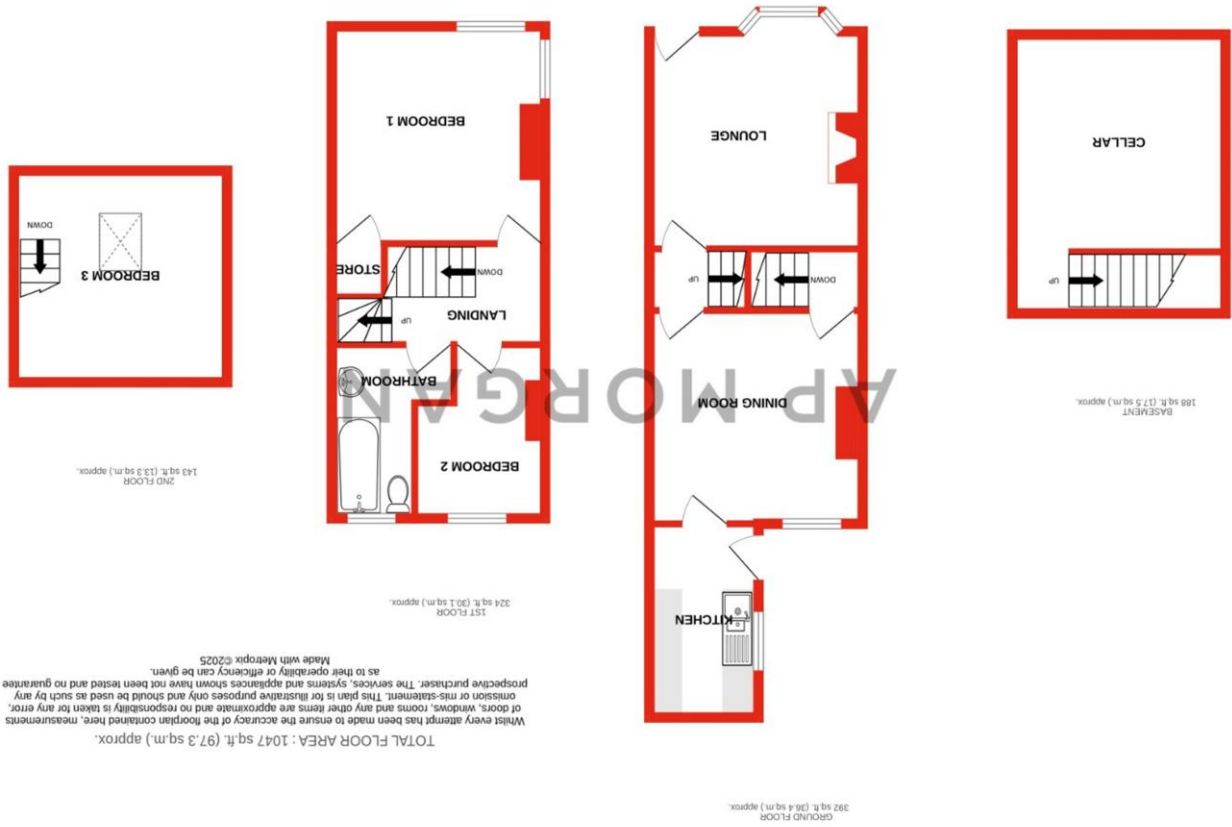 GROUND FLOOR
392 sq.ft. (36.4 sq.m.) approx.
KITCHEN
DINING ROOM
DOWN
UP
LOUNGE
BASEMENT
188 sq.ft. (17.5 sq.m.) approx.
UP
CELLAR
1ST FLOOR
324 sq.ft. (30.1 sq.m.) approx.
BEDROOM 2
BATHROOM
LANDING
UP
DOWN
STORE
BEDROOM 1
2ND FLOOR
143 sq.ft. (13.3 sq.m.) approx.
BEDROOM 3
DOWN
AP MORGAN
TOTAL FLOOR AREA : 1047 sq.ft. (97.3 sq.m.) approx.
Whilst every attempt has been made to ensure the accuracy of the floorplan contained here, measurements
of doors, windows, rooms and any other items are approximate and no responsibility is taken for any error,
omission or mis-statement. This plan is for illustrative purposes only and should be used as such by any
prospective purchaser. The services, systems and appliances shown have not been tested and no guarantee
as to their operability or efficiency can be given.
Made with Metropix ©2025